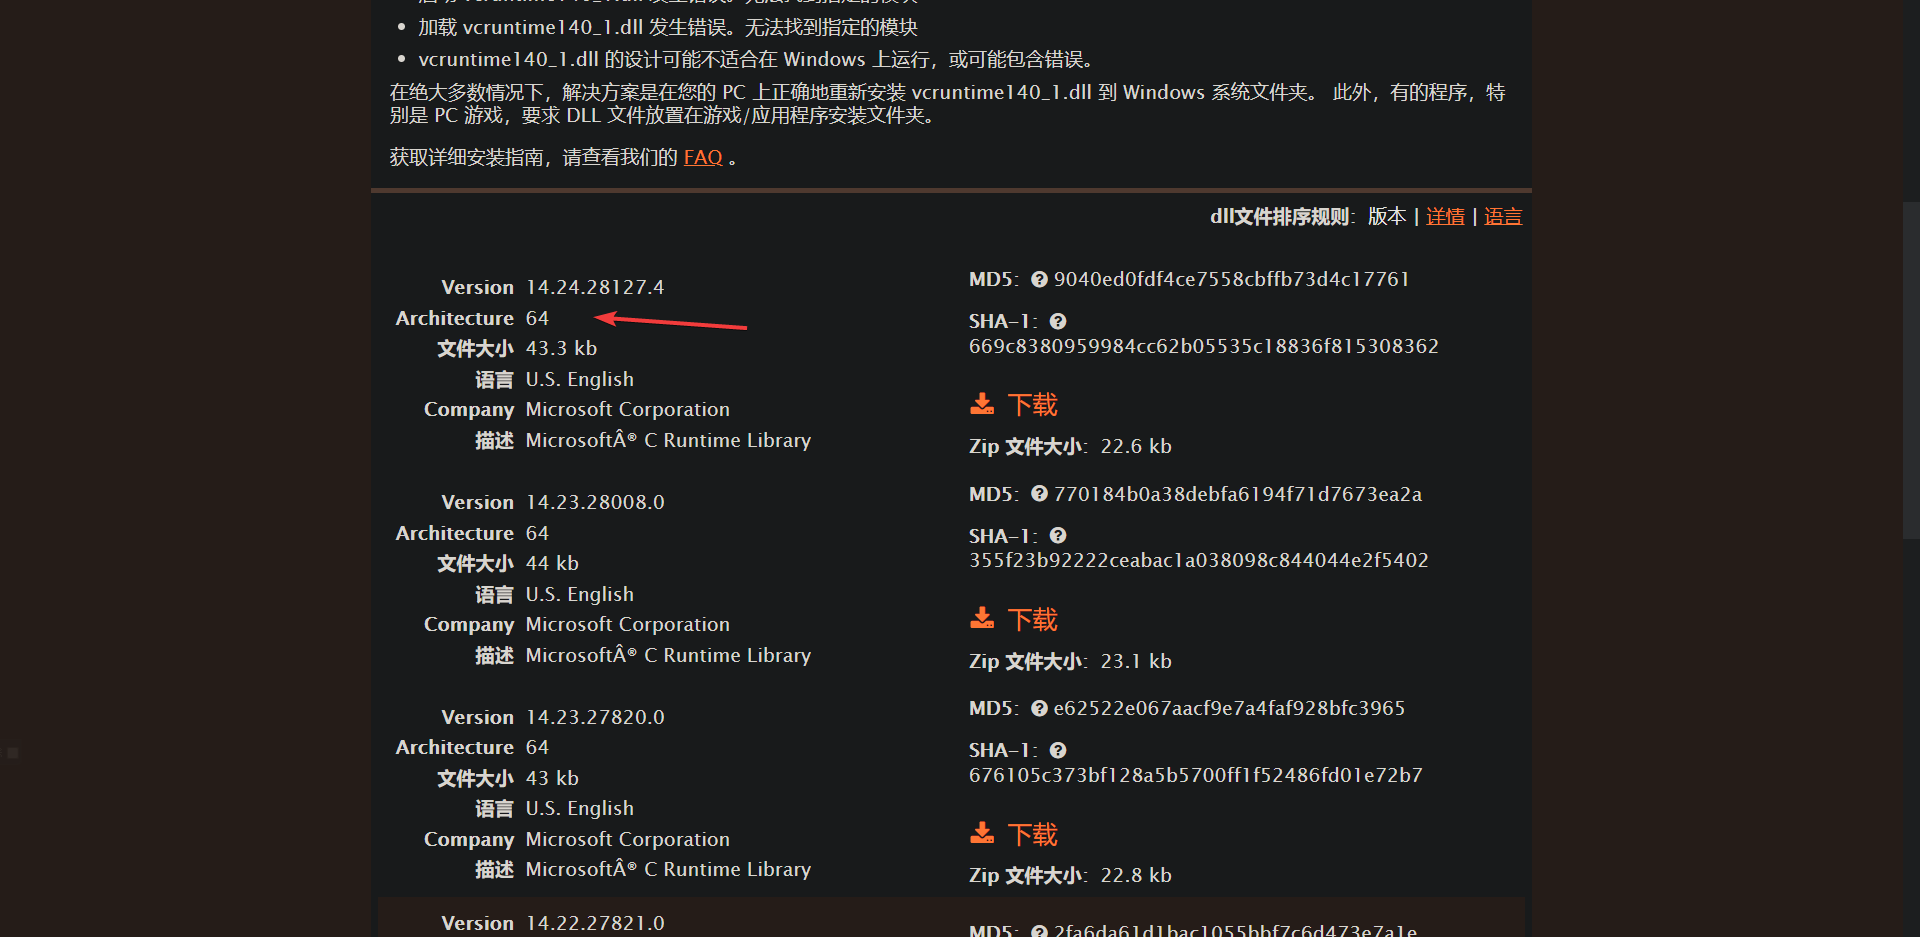 加载 vcruntime140_1.dll 发生错误。无法找到指定的模块
vcruntime140_1.dll 的设计可能不适合在 Windows 上运行，或可能包含错误。
在绝大多数情况下，解决方案是在您的 PC 上正确地重新安装 vcruntime140_1.dll 到 Windows 系统文件夹。 此外，有的程序，特
别是 PC 游戏，要求 DLL 文件放置在游戏/应用程序安装文件夹。
获取详细安装指南，请查看我们的 FAQ 。
dll文件排序规则: 版本 | 详情 | 语言
Version 14.24.28127.4
Architecture 64
文件大小 43.3 kb
语言 U.S. English
Company Microsoft Corporation
描述 MicrosoftÂ® C Runtime Library
MD5: 9040ed0fdf4ce7558cbffb73d4c17761
SHA-1:
669c8380959984cc62b05535c18836f815308362
下载
Zip 文件大小: 22.6 kb
Version 14.23.28008.0
Architecture 64
文件大小 44 kb
语言 U.S. English
Company Microsoft Corporation
描述 MicrosoftÂ® C Runtime Library
MD5: 770184b0a38debfa6194f71d7673ea2a
SHA-1:
355f23b92222ceabac1a038098c844044e2f5402
下载
Zip 文件大小: 23.1 kb
Version 14.23.27820.0
Architecture 64
文件大小 43 kb
语言 U.S. English
Company Microsoft Corporation
描述 MicrosoftÂ® C Runtime Library
MD5: e62522e067aacf9e7a4faf928bfc3965
SHA-1:
676105c373bf128a5b5700ff1f52486fd01e72b7
下载
Zip 文件大小: 22.8 kb
Version 14.22.27821.0
MD5: 2fa6da61d1bac1055bbf7c6d473e7a1e